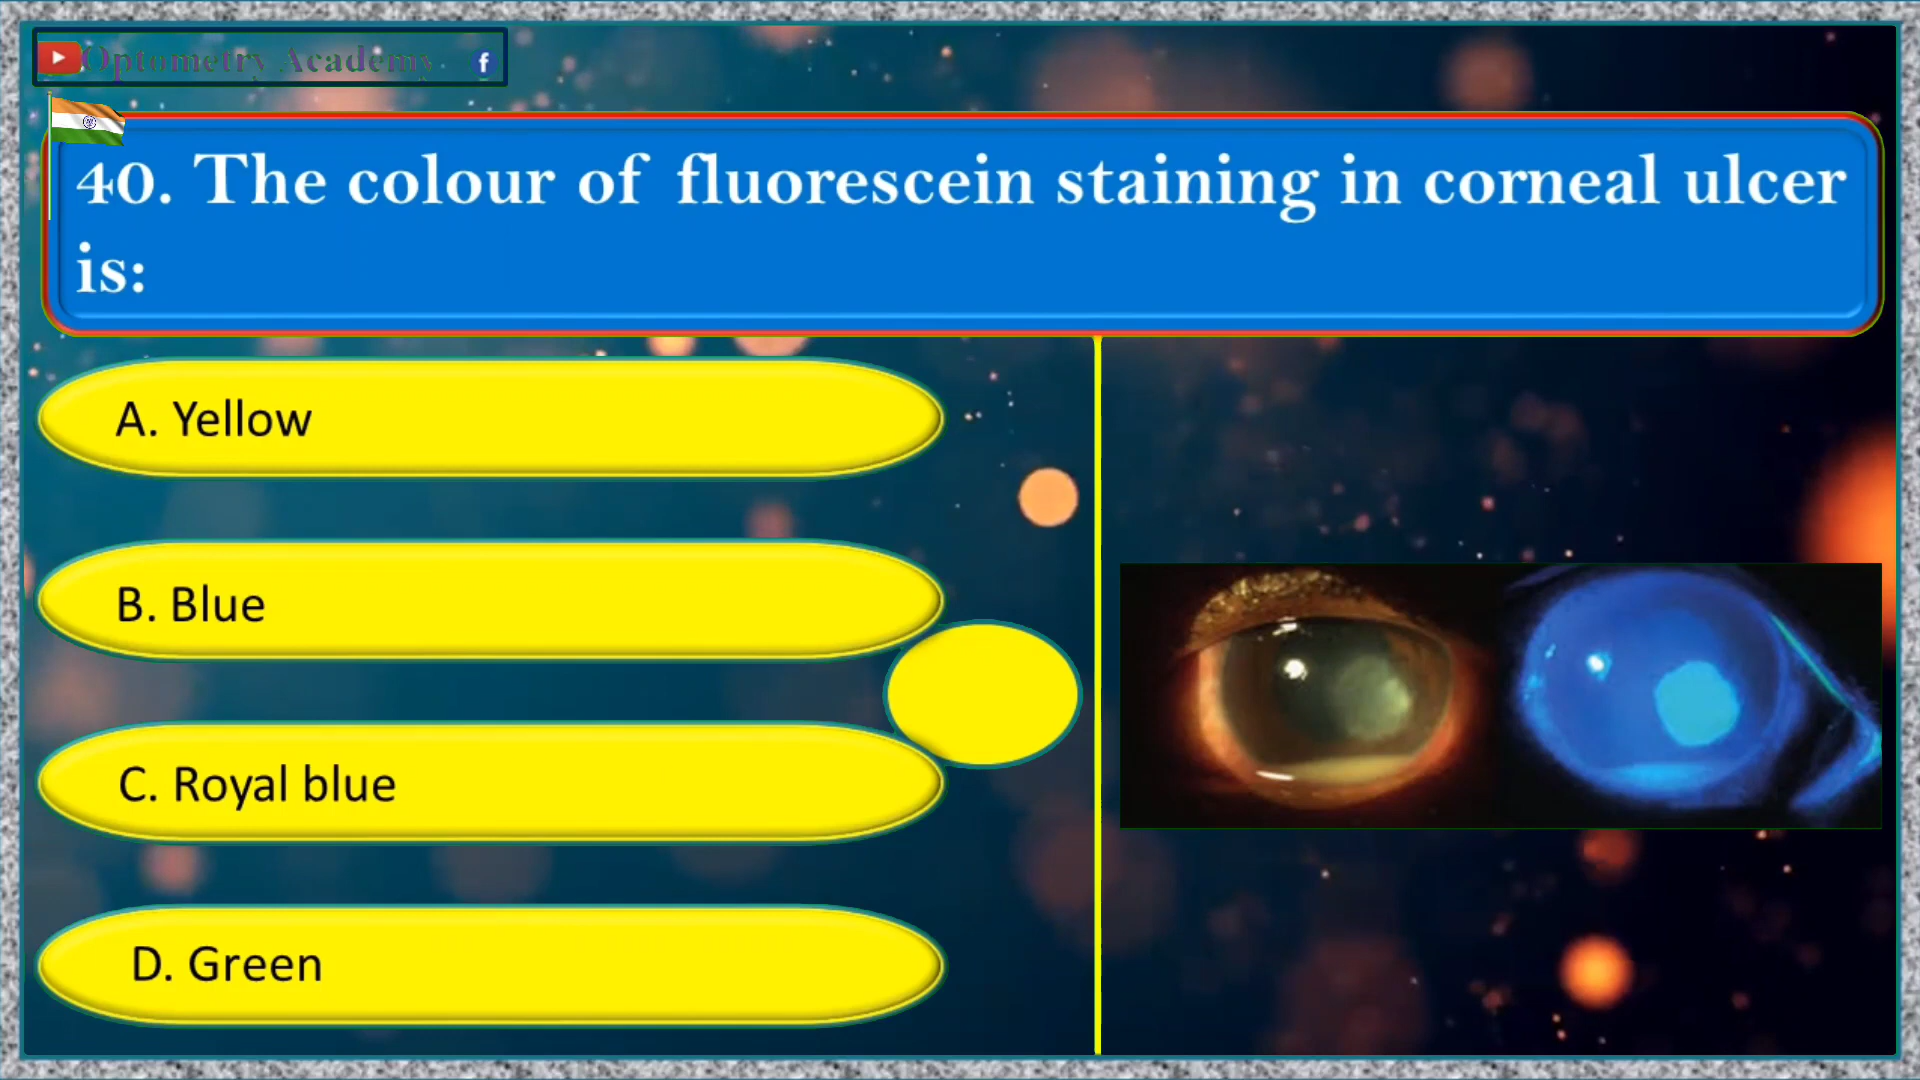 Optometry Academy f
40. The colour of fluorescein staining in corneal ulcer
is:
A. Yellow
B. Blue
C. Royal blue
D. Green